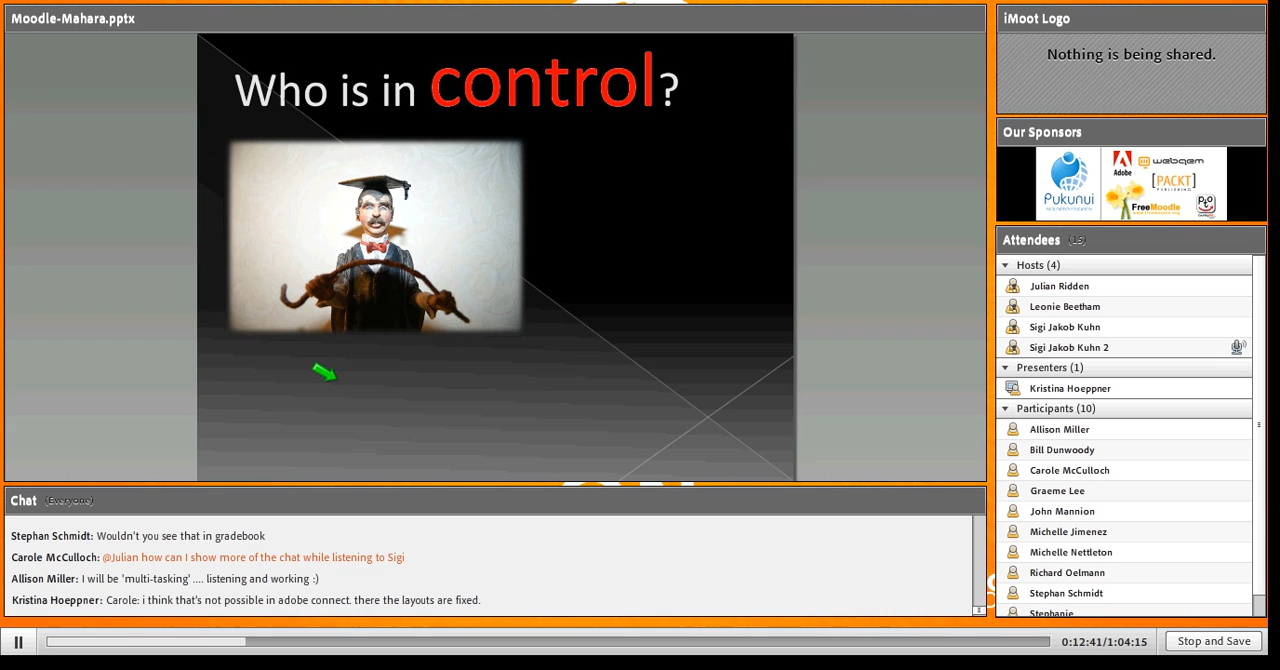 Moodle-Mahara.pptx
Who is in control?
iMoot Logo
Nothing is being shared.
Our Sponsors
Pukunui
Adobe
webqem
[PACKT]
PUBLISHING
FreeMoodle
Attendees (15)
Hosts (4)
Julian Ridden
Leonie Beetham
Sigi Jakob Kuhn
Sigi Jakob Kuhn 2
Presenters (1)
Kristina Hoeppner
Participants (10)
Allison Miller
Bill Dunwoody
Carole McCulloch
Graeme Lee
John Mannion
Michelle Jimenez
Michelle Nettleton
Richard Oelmann
Stephan Schmidt
Stephanie
Chat (Everyone)
Stephan Schmidt: Wouldn't you see that in gradebook
Carole McCulloch: @Julian how can I show more of the chat while listening to Sigi
Allison Miller: I will be 'multi-tasking' .... listening and working :)
Kristina Hoeppner: Carole: i think that's not possible in adobe connect. there the layouts are fixed.
0:12:41/1:04:15
Stop and Save